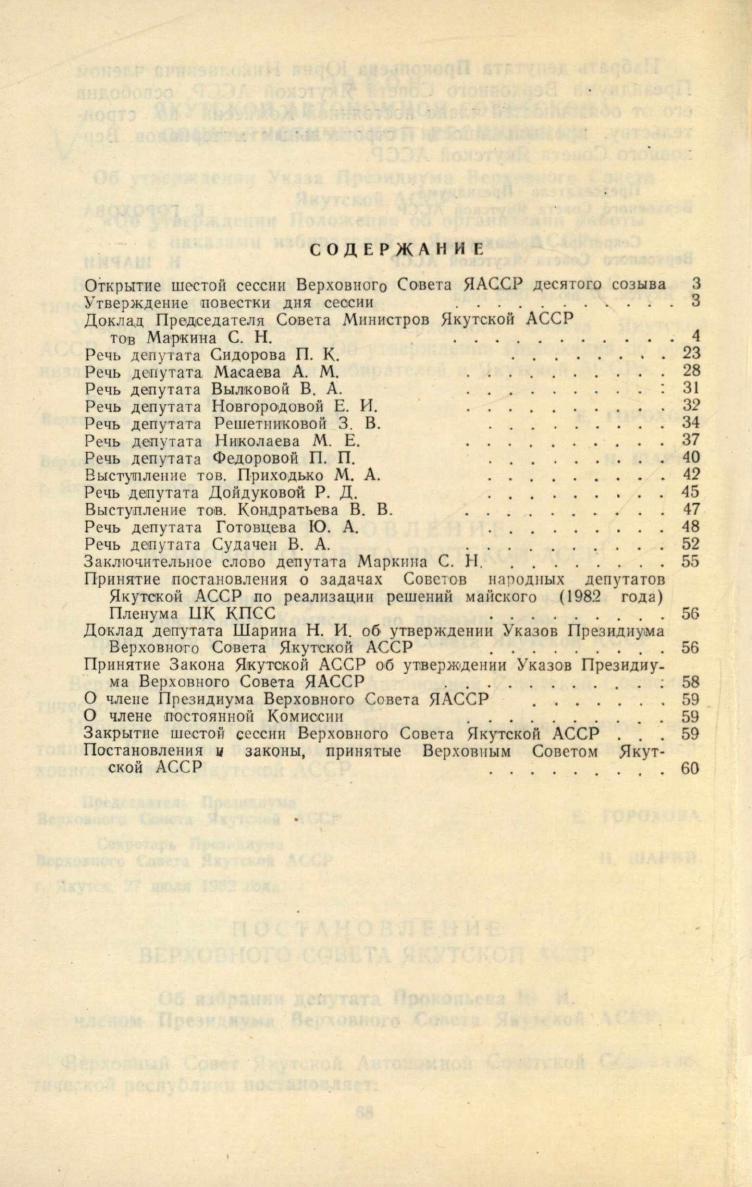 СОДЕРЖАНИЕ
Открытие шестой сессии Верховного Совета ЯАССР десятого созыва 3
Утверждение повестки дня сессии . . . . . . . . . . . 3
Доклад Председателя Совета Министров Якутской АССР
тов Маркина С. Н. . . . . . . . . . . . 4
Речь депутата Сидорова П. К. . . . . . . . . 23
Речь депутата Масаева А. М. . . . . . . . . . . 28
Речь депутата Вылковой В. А. . . . . . . . . . : 31
Речь депутата Новгородовой Е. И. . . . . . . . . . . 32
Речь депутата Решетниковой З. В. . . . . . . . . . 34
Речь депутата Николаева М. Е. . . . . . . . . . . 37
Речь депутата Федоровой П. П. . . . . . . . . . 40
Выступление тов. Приходько М. А. . . . . . . . . . 42
Речь депутата Дойдуковой Р. Д. . . . . . . . . . 45
Выступление тов. Кондратьева В. В. . . . . . . . . . 47
Речь депутата Готовцева Ю. А. . . . . . . . . . 48
Речь депутата Судачен В. А. . . . . . . . . . . 52
Заключительное слово депутата Маркина С. Н. . . . . . . . . 55
Принятие постановления о задачах Советов народных депутатов
Якутской АССР по реализации решений майского (1982 года)
Пленума ЦК КПСС . . . . . . . . . 56
Доклад депутата Шарина Н. И. об утверждении Указов Президиума
Верховного Совета Якутской АССР . . . . . . . . . 56
Принятие Закона Якутской АССР об утверждении Указов Президиу-
ма Верховного Совета ЯАССР . . . . . . . . . . : 58
О члене Президиума Верховного Совета ЯАССР . . . . . . . 59
О члене постоянной Комиссии . . . . . . . . . . 59
Закрытие шестой сессии Верховного Совета Якутской АССР . . . 59
Постановления и законы, принятые Верховным Советом Якут-
ской АССР . . . . . . . . . 60